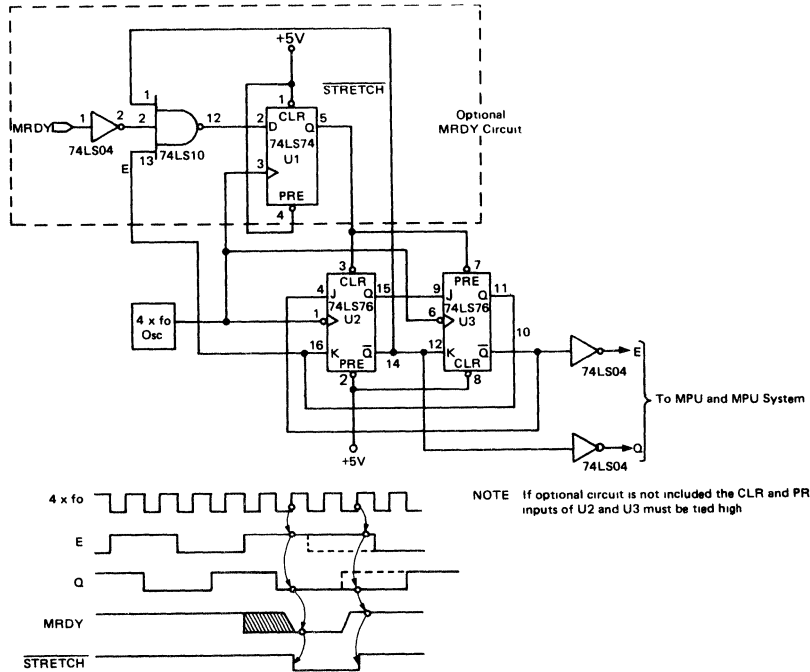 +5V
STRETCH
Optional
MRDY Circuit
MRDY
1
2
74LS04
1
2
13
E
12
74LS10
1
CLR
2
D
Q
5
74LS74
U1
3
PRE
4
3
CLR
4
J
Q
15
74LS76
1
U2
16
K
Q
14
PRE
2
+5V
7
PRE
9
J
Q
11
74LS76
6
U3
12
K
Q
10
CLR
8
4 x fo
Osc
74LS04
E
74LS04
Q
To MPU and MPU System
NOTE If optional circuit is not included the CLR and PR
inputs of U2 and U3 must be tied high
4 x fo
E
Q
MRDY
STRETCH